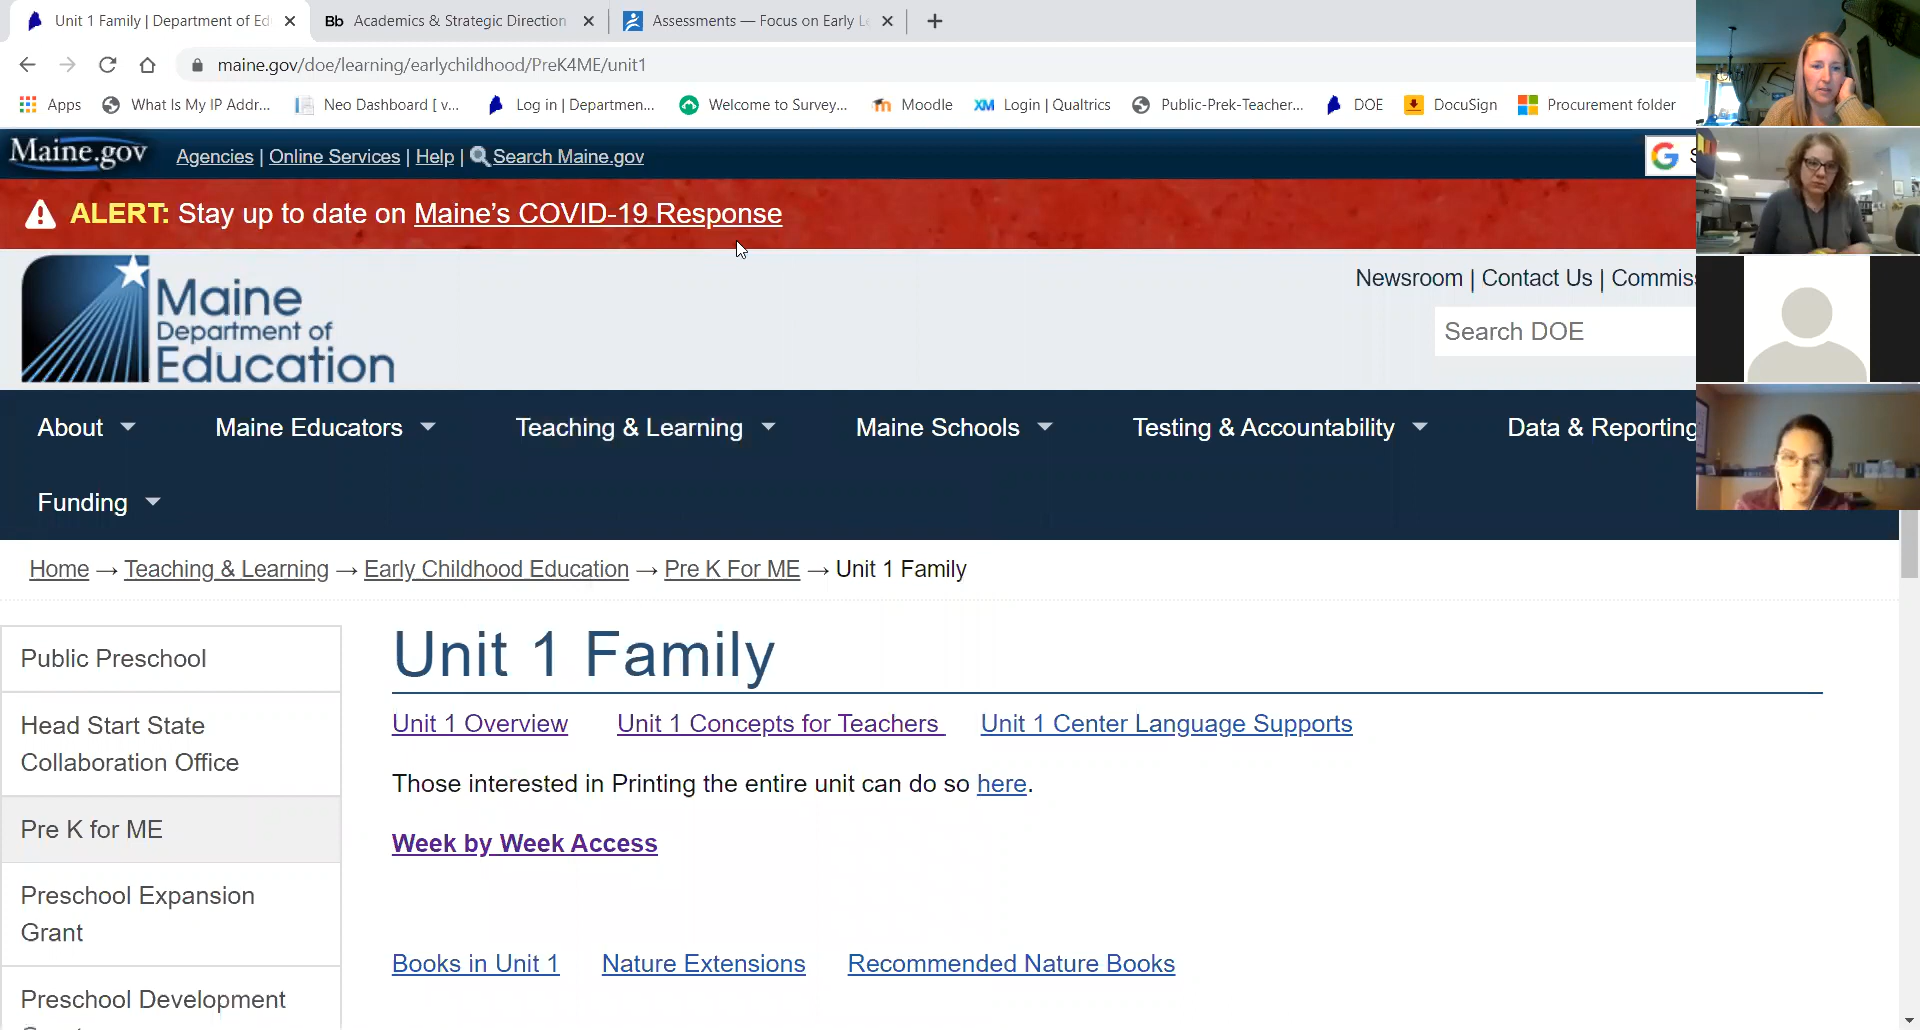 Unit 1 Family | Department of Ed
Bb Academics & Strategic Direction
Assessments — Focus on Early Le
maine.gov/doe/learning/earlychildhood/PreK4ME/unit1
Apps What Is My IP Addr... Neo Dashboard [ v... Log in | Departmen... Welcome to Survey... Moodle XM Login | Qualtrics Public-Prek-Teacher... DOE DocuSign Procurement folder
Maine.gov Agencies | Online Services | Help | Search Maine.gov
G S
ALERT: Stay up to date on Maine's COVID-19 Response
Maine
Department of
Education
Newsroom | Contact Us | Commiss
Search DOE
About Maine Educators Teaching & Learning Maine Schools Testing & Accountability Data & Reporting
Funding
Home → Teaching & Learning → Early Childhood Education → Pre K For ME → Unit 1 Family
Public Preschool
Head Start State
Collaboration Office
Pre K for ME
Preschool Expansion
Grant
Preschool Development
Unit 1 Family
Unit 1 Overview Unit 1 Concepts for Teachers Unit 1 Center Language Supports
Those interested in Printing the entire unit can do so here.
Week by Week Access
Books in Unit 1 Nature Extensions Recommended Nature Books